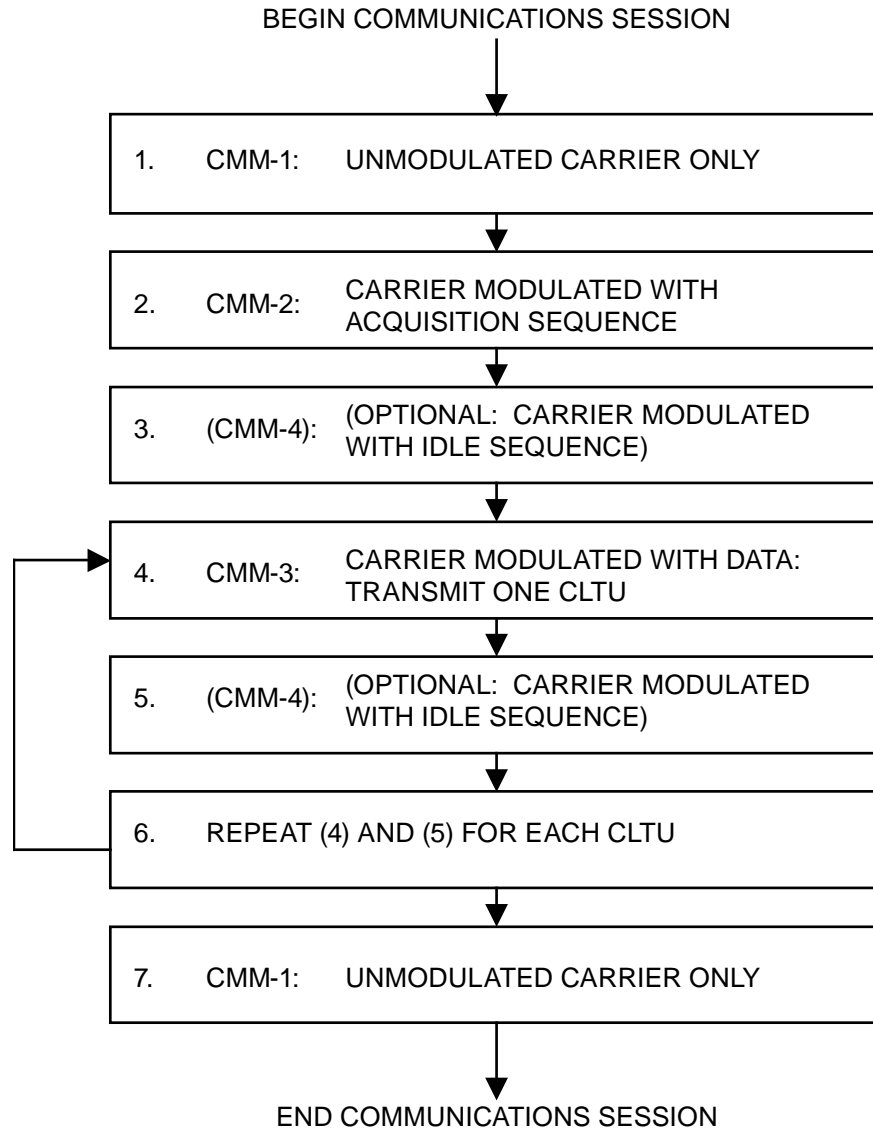 BEGIN COMMUNICATIONS SESSION
1. CMM-1: UNMODULATED CARRIER ONLY
2. CMM-2: CARRIER MODULATED WITH
ACQUISITION SEQUENCE
3. (CMM-4): (OPTIONAL: CARRIER MODULATED
WITH IDLE SEQUENCE)
4. CMM-3: CARRIER MODULATED WITH DATA:
TRANSMIT ONE CLTU
5. (CMM-4): (OPTIONAL: CARRIER MODULATED
WITH IDLE SEQUENCE)
6. REPEAT (4) AND (5) FOR EACH CLTU
7. CMM-1: UNMODULATED CARRIER ONLY
END COMMUNICATIONS SESSION